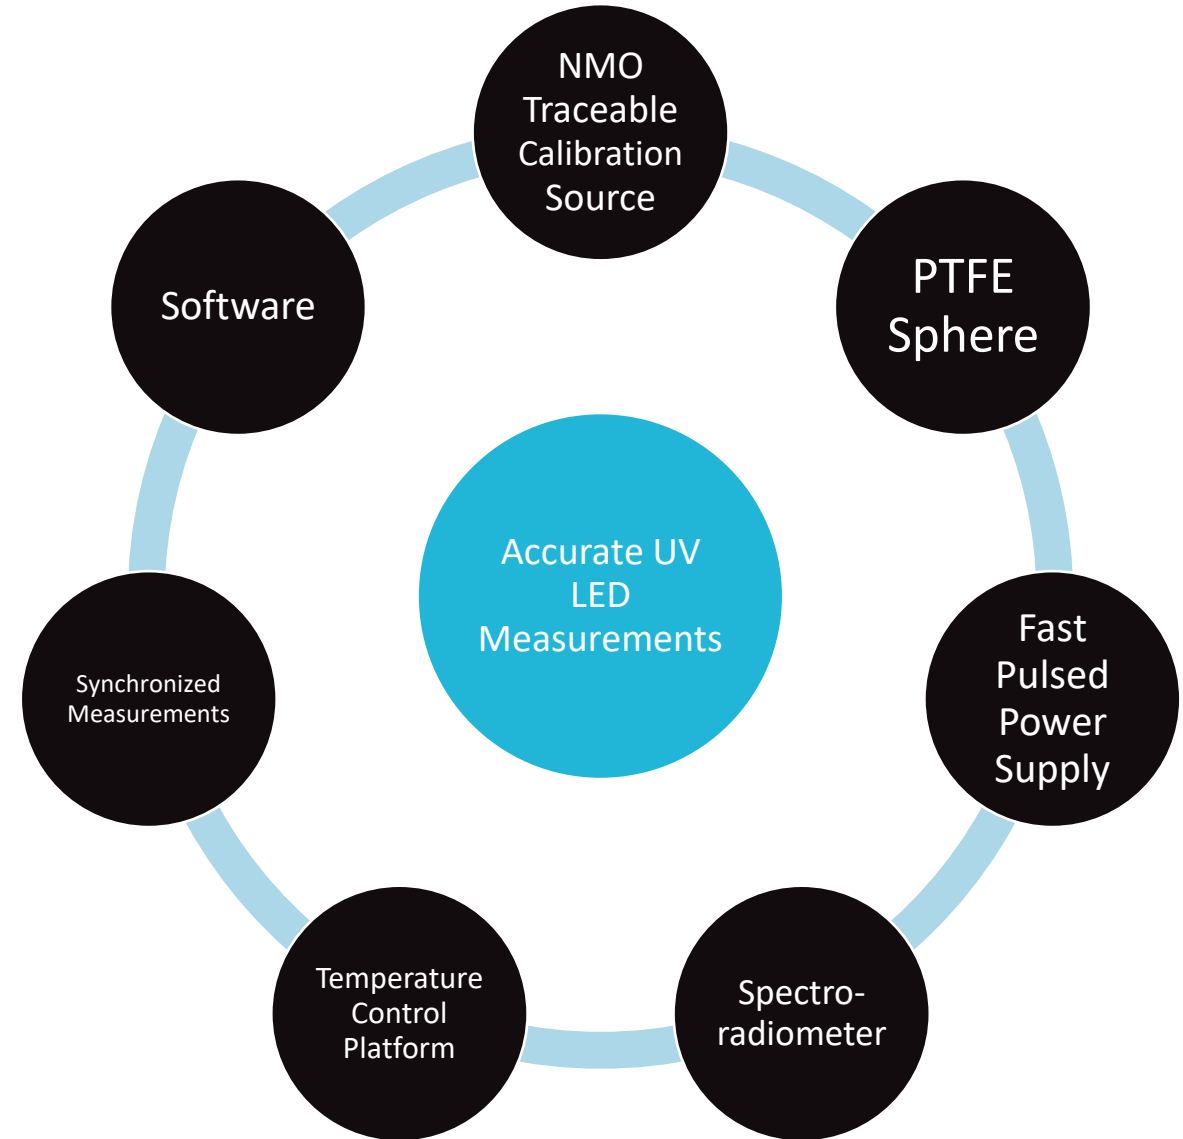 NMO
Traceable
Calibration
Source
PTFE
Sphere
Fast
Pulsed
Power
Supply
Spectro-
radiometer
Temperature
Control
Platform
Synchronized
Measurements
Software
Accurate UV
LED
Measurements